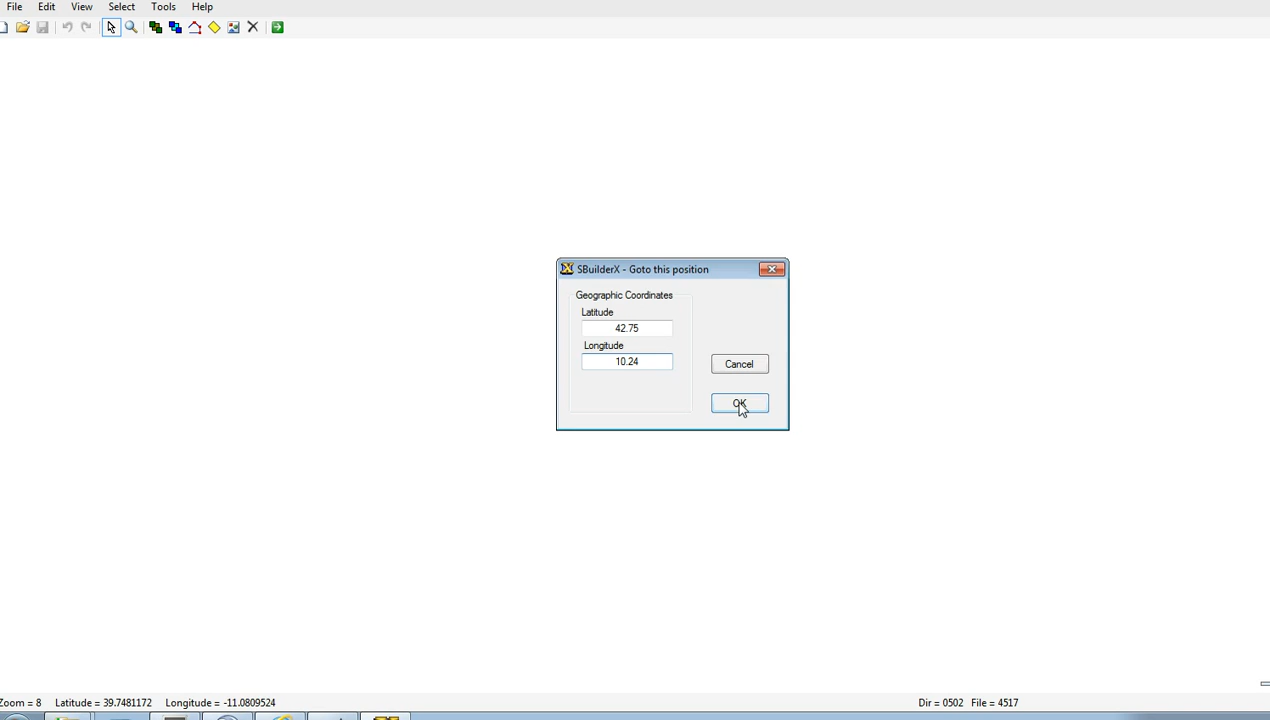 File Edit View Select Tools Help
SBuilderX - Goto this position
Geographic Coordinates
Latitude
42.75
Longitude
10.24
Cancel
OK
Zoom = 8 Latitude = 39.7481172 Longitude = -11.0809524 Dir = 0502 File = 4517